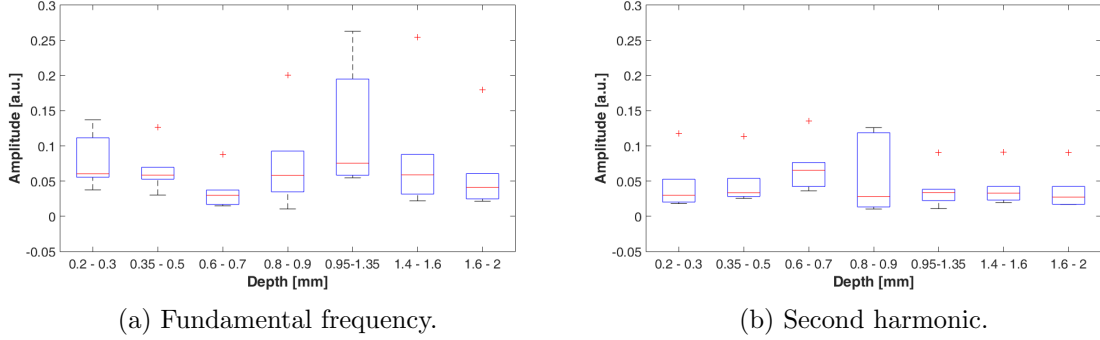 0.3
0.25
0.2
0.15
0.1
0.05
0
-0.05
Amplitude [a.u.]
0.2 - 0.3 0.35 - 0.5 0.6 - 0.7 0.8 - 0.9 0.95-1.35 1.4 - 1.6 1.6 - 2
Depth [mm]
(a) Fundamental frequency.
0.3
0.25
0.2
0.15
0.1
0.05
0
-0.05
Amplitude [a.u.]
0.2 - 0.3 0.35 - 0.5 0.6 - 0.7 0.8 - 0.9 0.95-1.35 1.4 - 1.6 1.6 - 2
Depth [mm]
(b) Second harmonic.